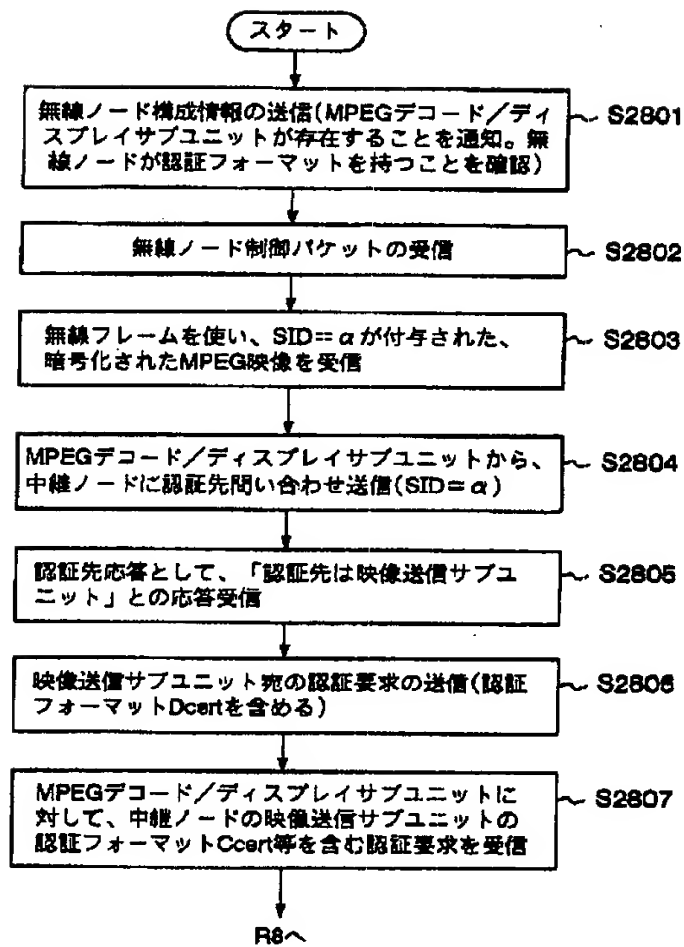 スタート
無線ノード構成情報の送信(MPEGデコード/ディ
スプレイサブユニットが存在することを通知。無
線ノードが認証フォーマットを持つことを確認)
S2801
無線ノード制御パケットの受信
S2802
無線フレームを使い、SID=αが付与された、
暗号化されたMPEG映像を受信
S2803
MPEGデコード/ディスプレイサブユニットから、
中継ノードに認証先問い合わせ送信(SID=α)
S2804
認証先応答として、「認証先は映像送信サブユ
ニット」との応答受信
S2805
映像送信サブユニット宛の認証要求の送信(認証
フォーマットDcertを含める)
S2806
MPEGデコード/ディスプレイサブユニットに
対して、中継ノードの映像送信サブユニットの
認証フォーマットCcert等を含む認証要求を受信
S2807
R8へ